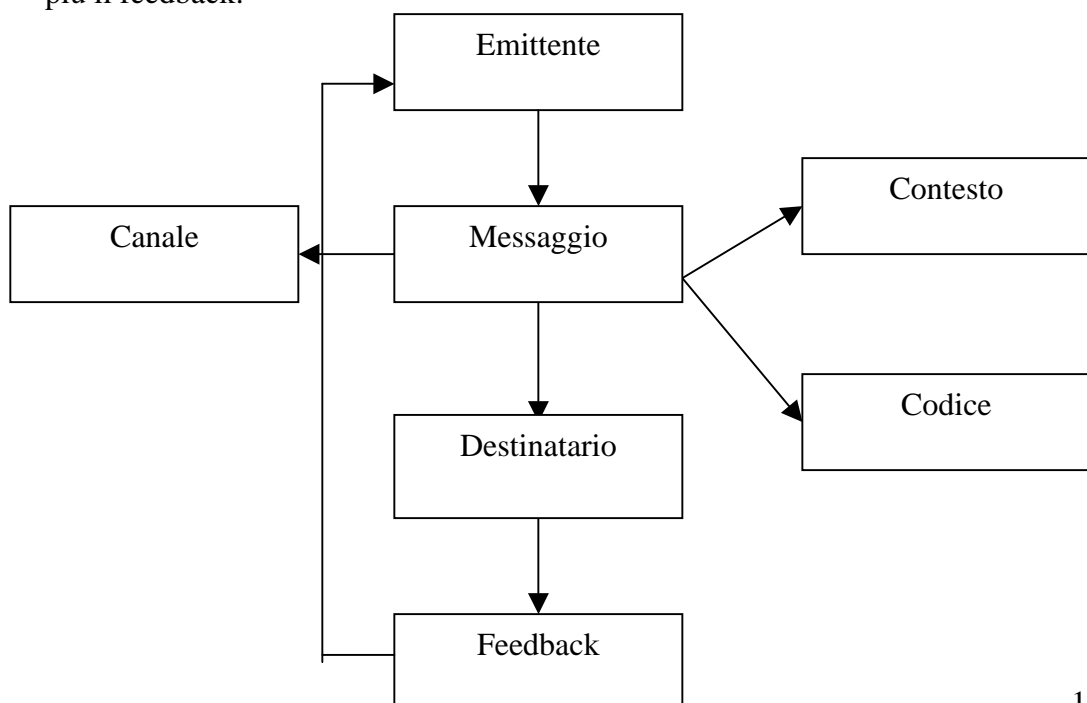 più il feedback.
Emittente
Contesto
Canale
Messaggio
Codice
Destinatario
Feedback
1